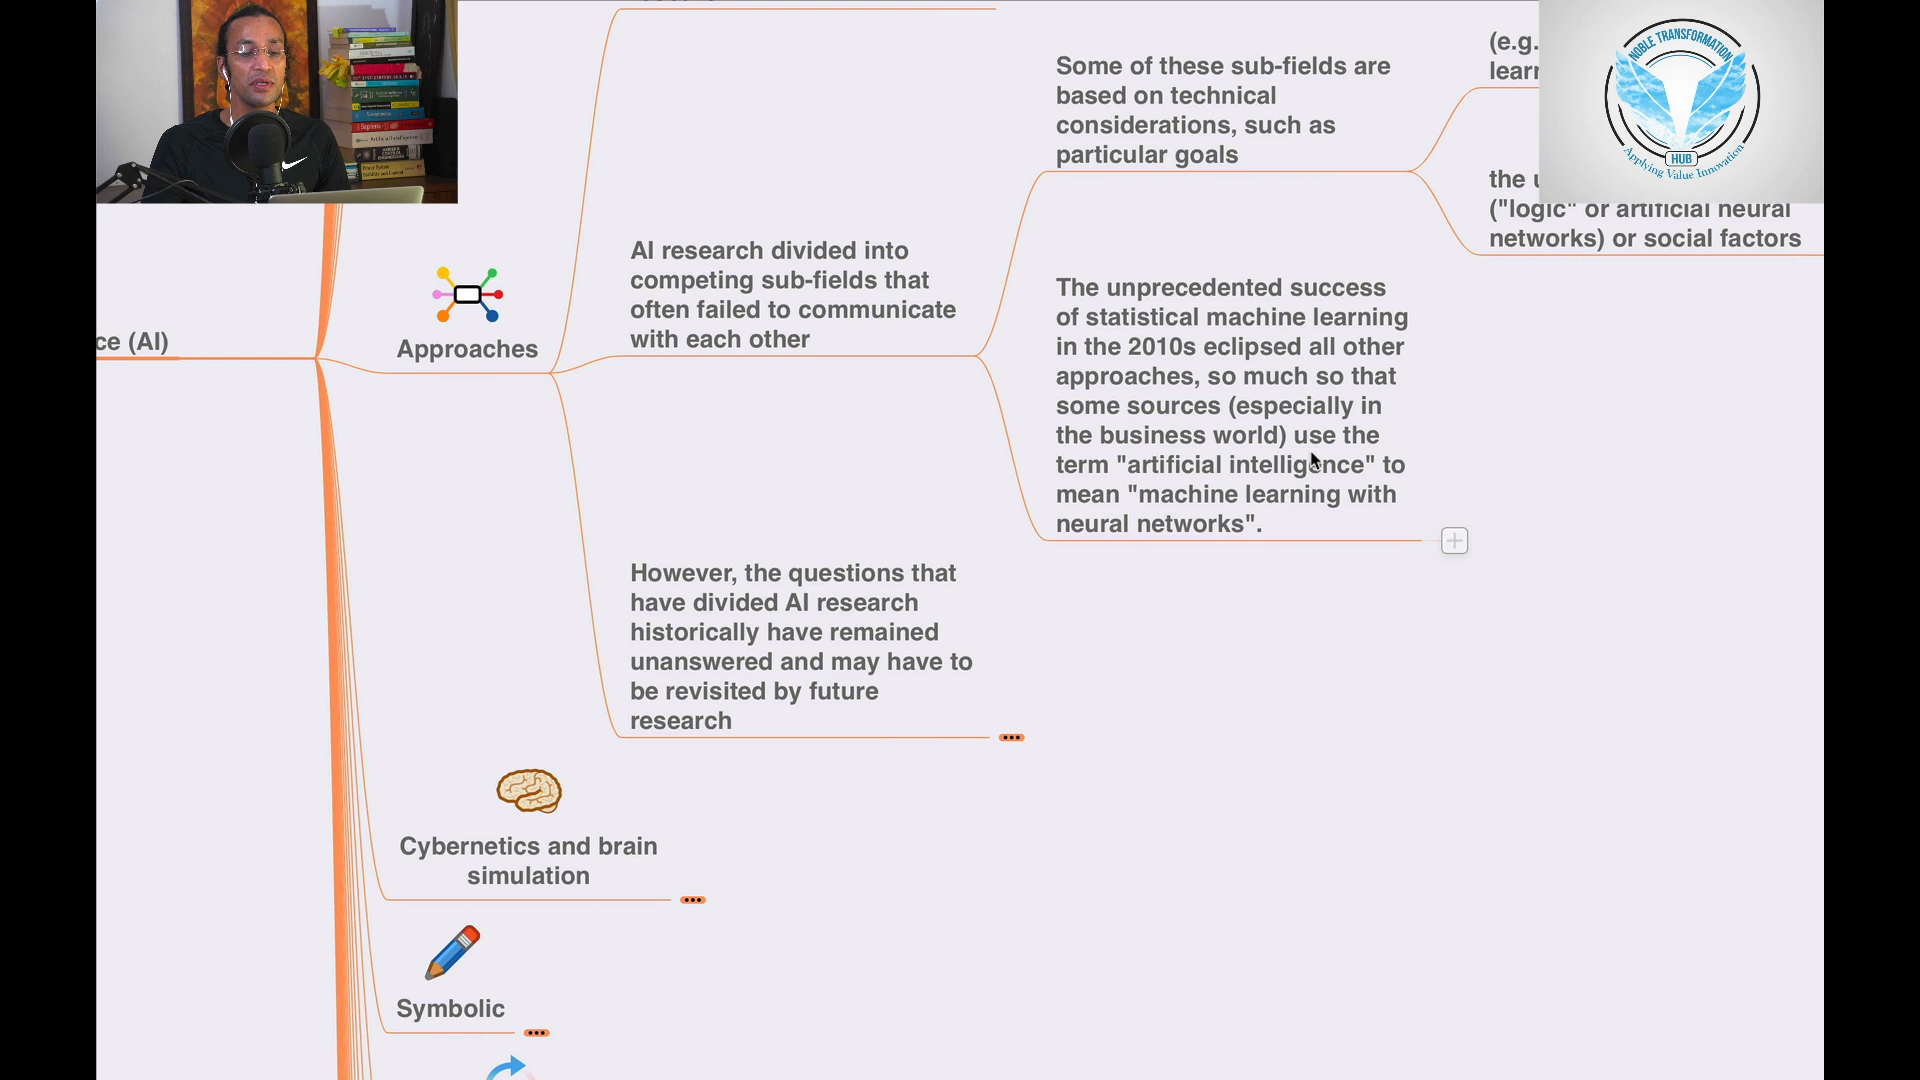 ce (AI)
Approaches
AI research divided into
competing sub-fields that
often failed to communicate
with each other
Some of these sub-fields are
based on technical
considerations, such as
particular goals
(e.g.
learn
the u
("logic" or artificial neural
networks) or social factors
The unprecedented success
of statistical machine learning
in the 2010s eclipsed all other
approaches, so much so that
some sources (especially in
the business world) use the
term "artificial intelligence" to
mean "machine learning with
neural networks".
However, the questions that
have divided AI research
historically have remained
unanswered and may have to
be revisited by future
research
Cybernetics and brain
simulation
Symbolic
NOBLE TRANSFORMATION
HUB
Applying Value Innovation
Sapiens
Artificial Intelligence